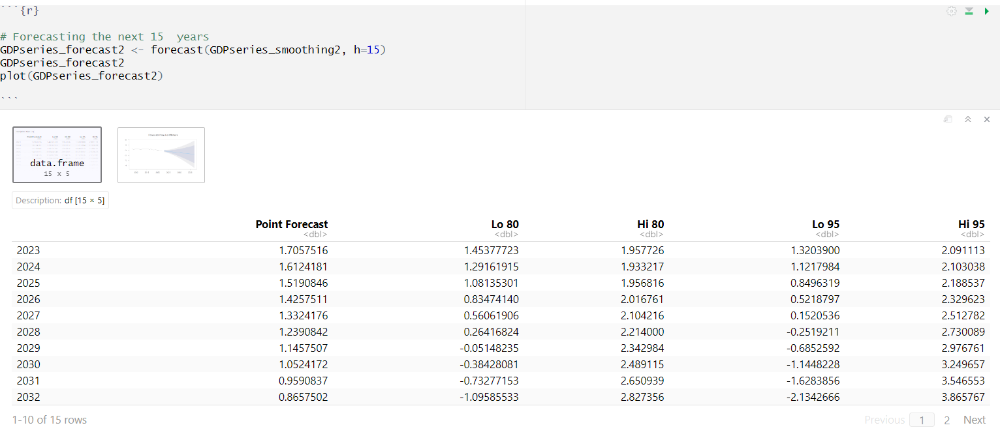 ```{r}
# Forecasting the next 15  years
GDPseries_forecast2 <- forecast(GDPseries_smoothing2, h=15)
GDPseries_forecast2
plot(GDPseries_forecast2)
```
data.frame
15 x 5
Description: df [15 × 5]
Point Forecast Lo 80 Hi 80 Lo 95 Hi 95
<dbl> <dbl> <dbl> <dbl> <dbl>
2023 1.7057516 1.45377723 1.957726 1.3203900 2.091113
2024 1.6124181 1.29161915 1.933217 1.1217984 2.103038
2025 1.5190846 1.08135301 1.956816 0.8496319 2.188537
2026 1.4257511 0.83474140 2.016761 0.5218797 2.329623
2027 1.3324176 0.56061906 2.104216 0.1520536 2.512782
2028 1.2390842 0.26416824 2.214000 -0.2519211 2.730089
2029 1.1457507 -0.05148235 2.342984 -0.6852592 2.976761
2030 1.0524172 -0.38428081 2.489115 -1.1448228 3.249657
2031 0.9590837 -0.73277153 2.650939 -1.6283856 3.546553
2032 0.8657502 -1.09585533 2.827356 -2.1342666 3.865767
1-10 of 15 rows Previous 1 2 Next